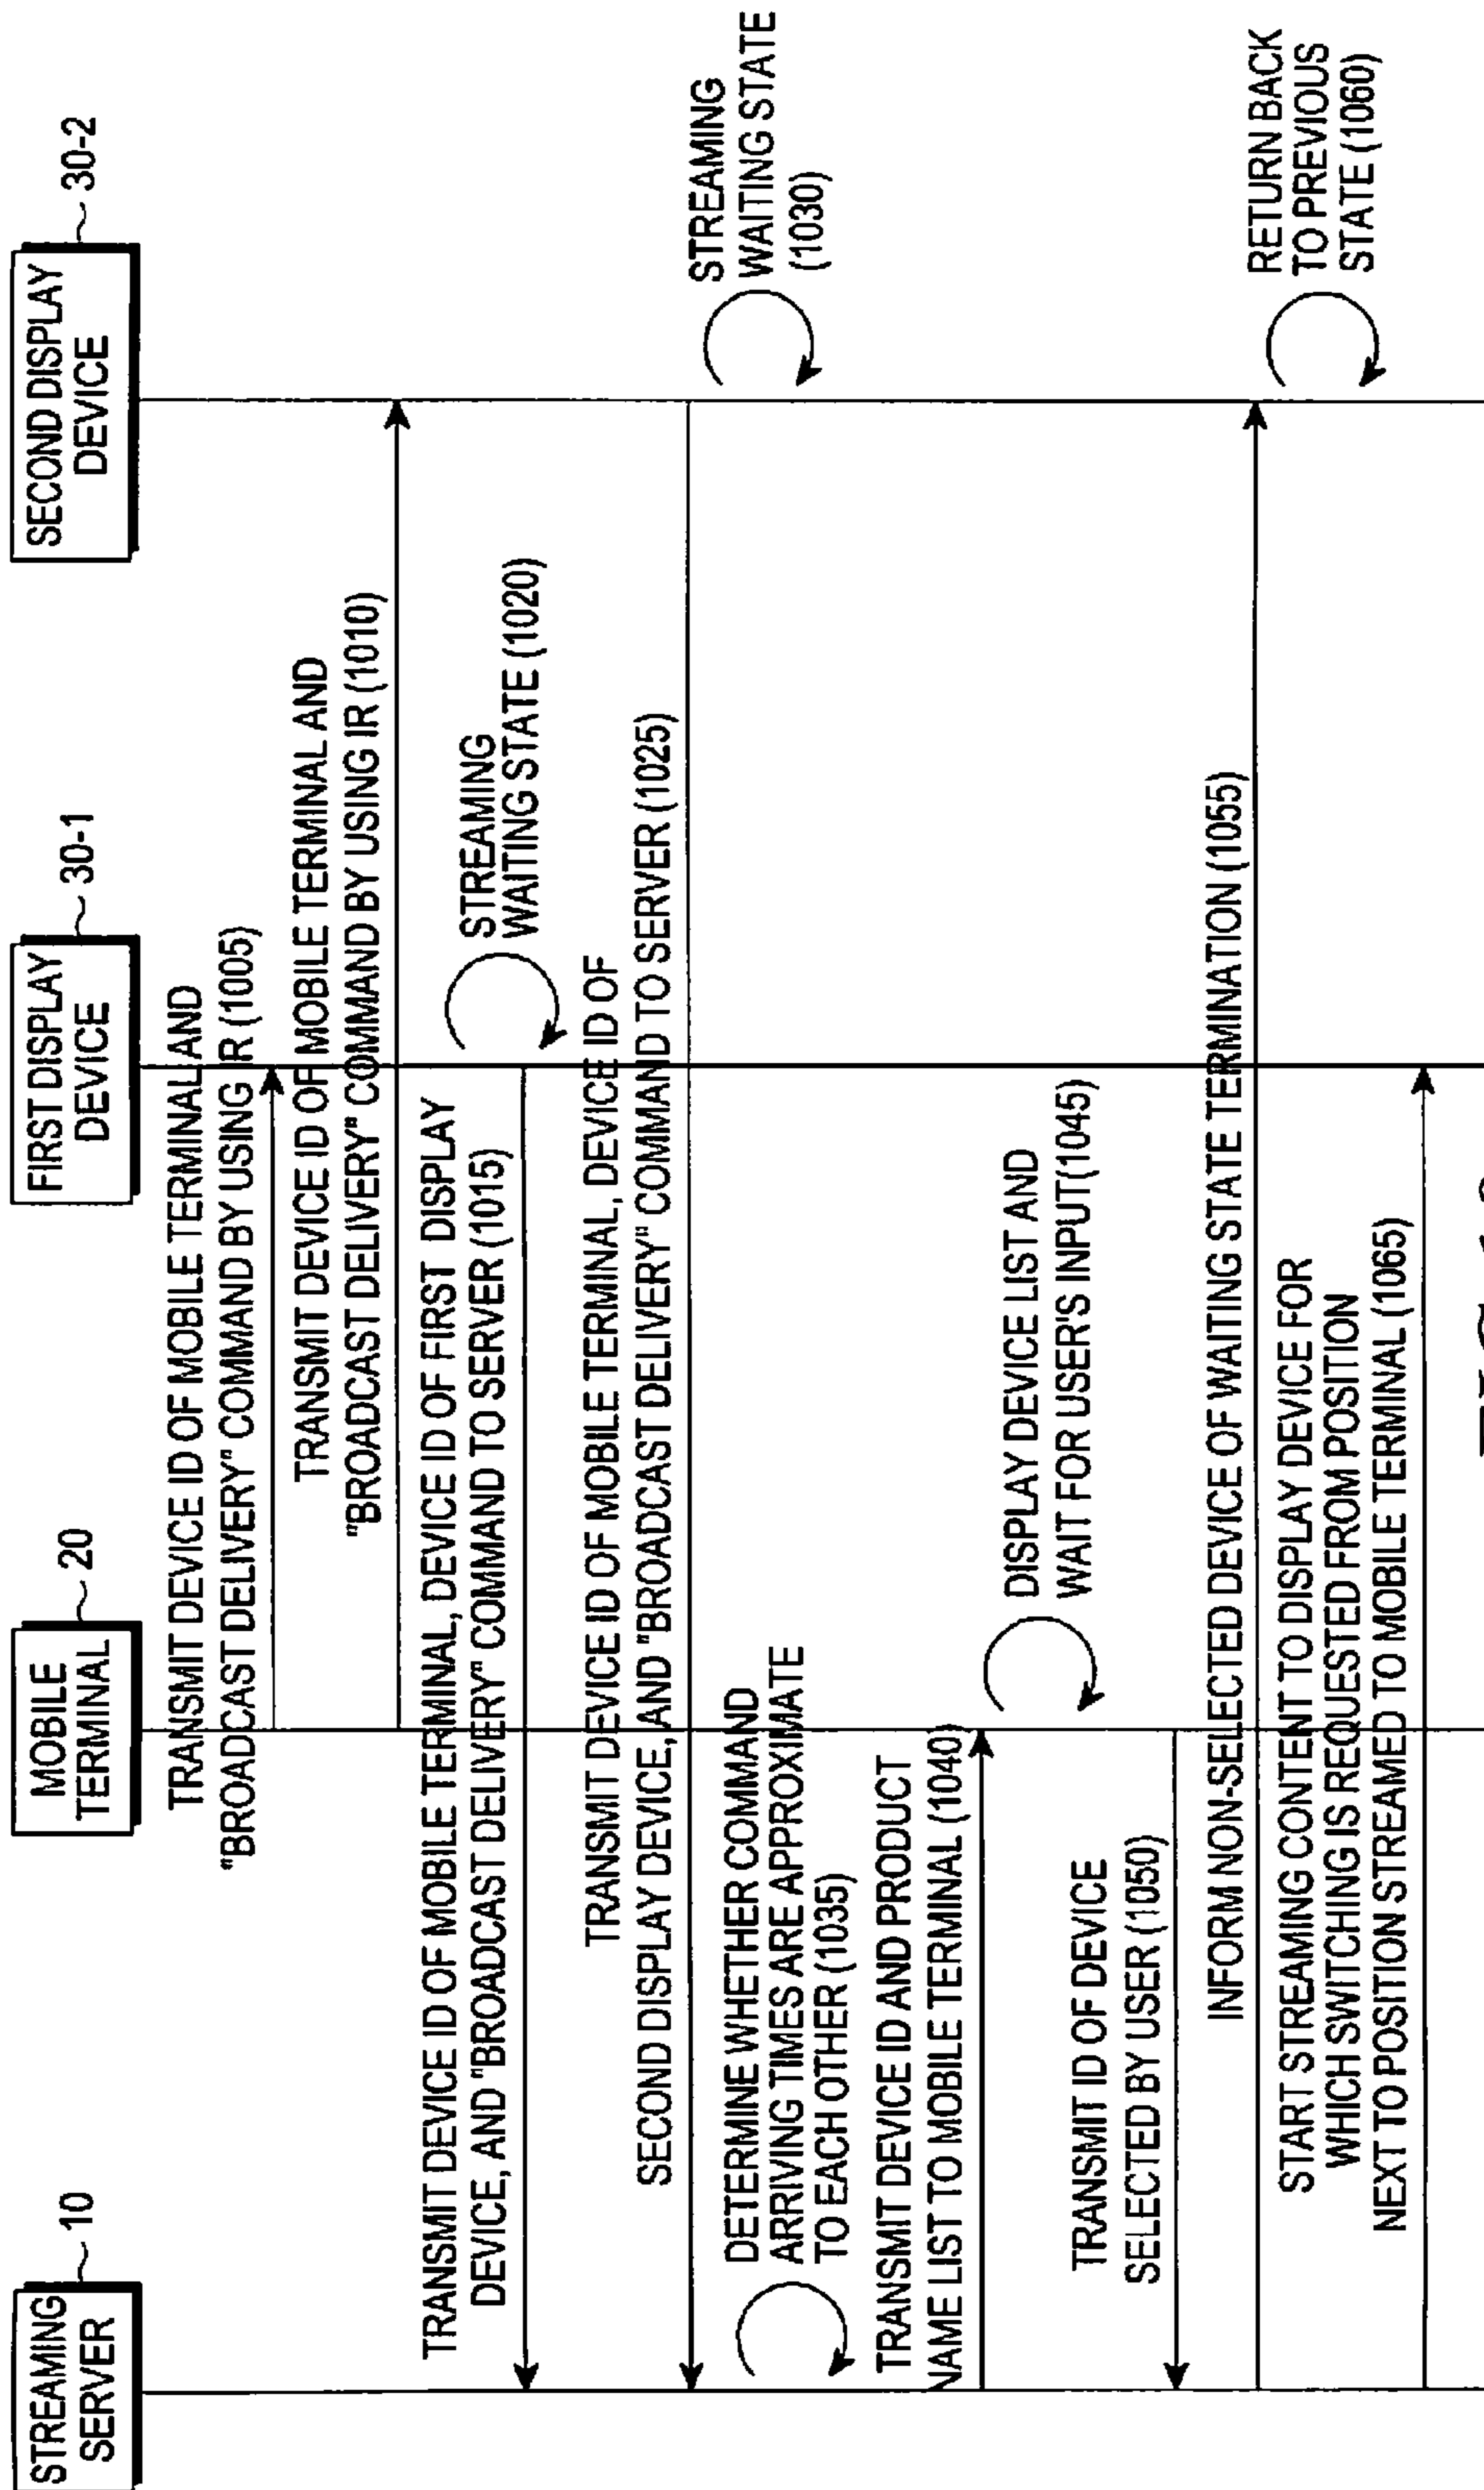 STREAMING
SERVER
10
MOBILE
TERMINAL
20
FIRST DISPLAY
DEVICE
30-1
SECOND DISPLAY
DEVICE
30-2
TRANSMIT DEVICE ID OF MOBILE TERMINAL AND
"BROADCAST DELIVERY" COMMAND BY USING IR (1005)
TRANSMIT DEVICE ID OF MOBILE TERMINAL AND
"BROADCAST DELIVERY" COMMAND BY USING IR (1010)
TRANSMIT DEVICE ID OF MOBILE TERMINAL, DEVICE ID OF FIRST DISPLAY
DEVICE, AND "BROADCAST DELIVERY" COMMAND TO SERVER (1015)
STREAMING
WAITING STATE (1020)
TRANSMIT DEVICE ID OF MOBILE TERMINAL, DEVICE ID OF
SECOND DISPLAY DEVICE, AND "BROADCAST DELIVERY" COMMAND TO SERVER (1025)
STREAMING
WAITING STATE
(1030)
DETERMINE WHETHER COMMAND
ARRIVING TIMES ARE APPROXIMATE
TO EACH OTHER (1035)
TRANSMIT DEVICE ID AND PRODUCT
NAME LIST TO MOBILE TERMINAL (1040)
DISPLAY DEVICE LIST AND
WAIT FOR USER'S INPUT(1045)
TRANSMIT ID OF DEVICE
SELECTED BY USER (1050)
INFORM NON-SELECTED DEVICE OF WAITING STATE TERMINATION (1055)
RETURN BACK
TO PREVIOUS
STATE (1060)
START STREAMING CONTENT TO DISPLAY DEVICE FOR
WHICH SWITCHING IS REQUESTED FROM POSITION
NEXT TO POSITION STREAMED TO MOBILE TERMINAL (1065)